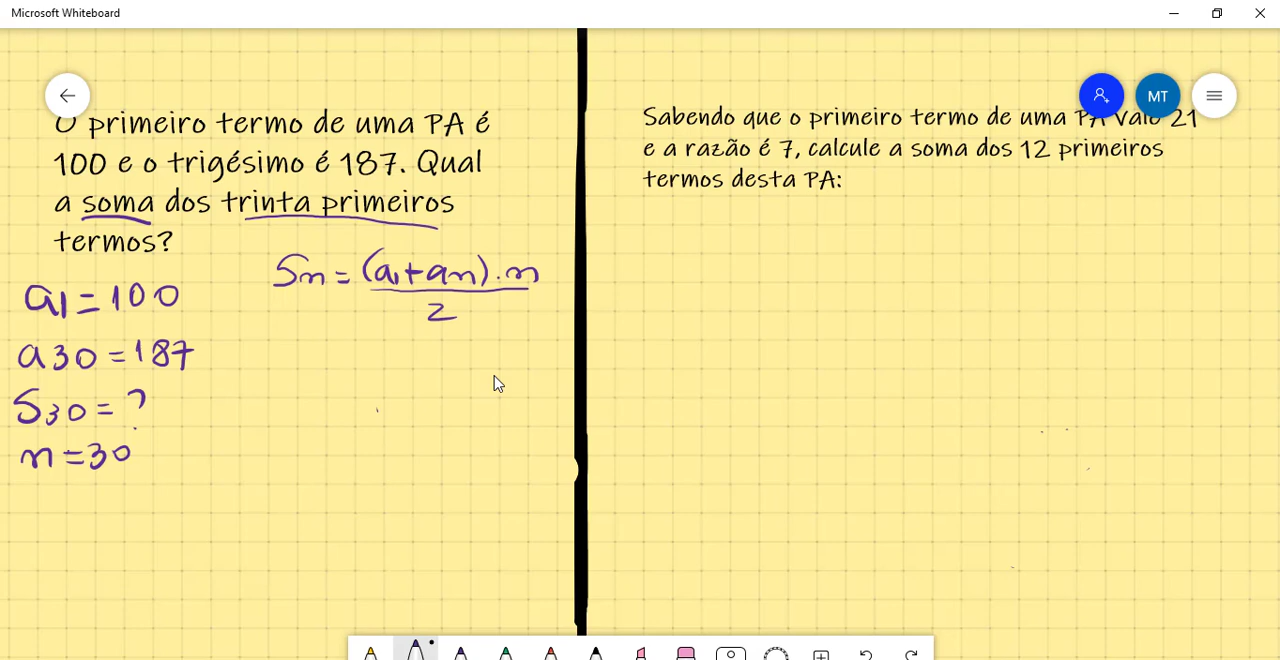 Microsoft Whiteboard
O primeiro termo de uma PA é
100 e o trigésimo é 187. Qual
a soma dos trinta primeiros
termos?
Sn = (a1+an).n
2
a1=100
a30=187
S30=?
n=30
Sabendo que o primeiro termo de uma PA vale 21
e a razão é 7, calcule a soma dos 12 primeiros
termos desta PA:
MT